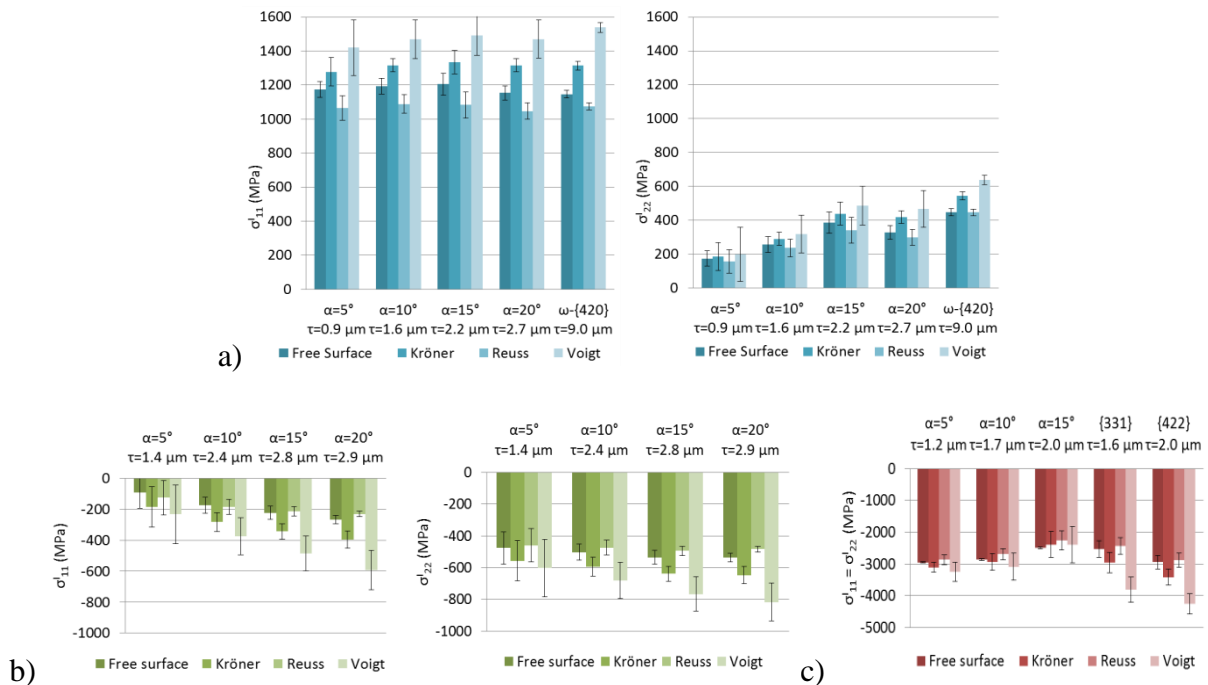 1600
1400
1200
1000
800
600
400
200
0
σᴵ₁₁ (MPa)
α=5° α=10° α=15° α=20° ω-{420}
τ=0.9 µm τ=1.6 µm τ=2.2 µm τ=2.7 µm τ=9.0 µm
Free Surface Kröner Reuss Voigt
1600
1400
1200
1000
800
600
400
200
0
σᴵ₂₂ (MPa)
α=5° α=10° α=15° α=20° ω-{420}
τ=0.9 µm τ=1.6 µm τ=2.2 µm τ=2.7 µm τ=9.0 µm
Free Surface Kröner Reuss Voigt
a)
α=5° α=10° α=15° α=20°
τ=1.4 µm τ=2.4 µm τ=2.8 µm τ=2.9 µm
0
-200
-400
-600
-800
-1000
σᴵ₁₁ (MPa)
Free surface Kröner Reuss Voigt
b)
α=5° α=10° α=15° α=20°
τ=1.4 µm τ=2.4 µm τ=2.8 µm τ=2.9 µm
0
-200
-400
-600
-800
-1000
σᴵ₂₂ (MPa)
Free surface Kröner Reuss Voigt
α=5° α=10° α=15° {331} {422}
τ=1.2 µm τ=1.7 µm τ=2.0 µm τ=1.6 µm τ=2.0 µm
0
-1000
-2000
-3000
-4000
-5000
σᴵ₁₁ = σᴵ₂₂ (MPa)
Free surface Kröner Reuss Voigt
c)